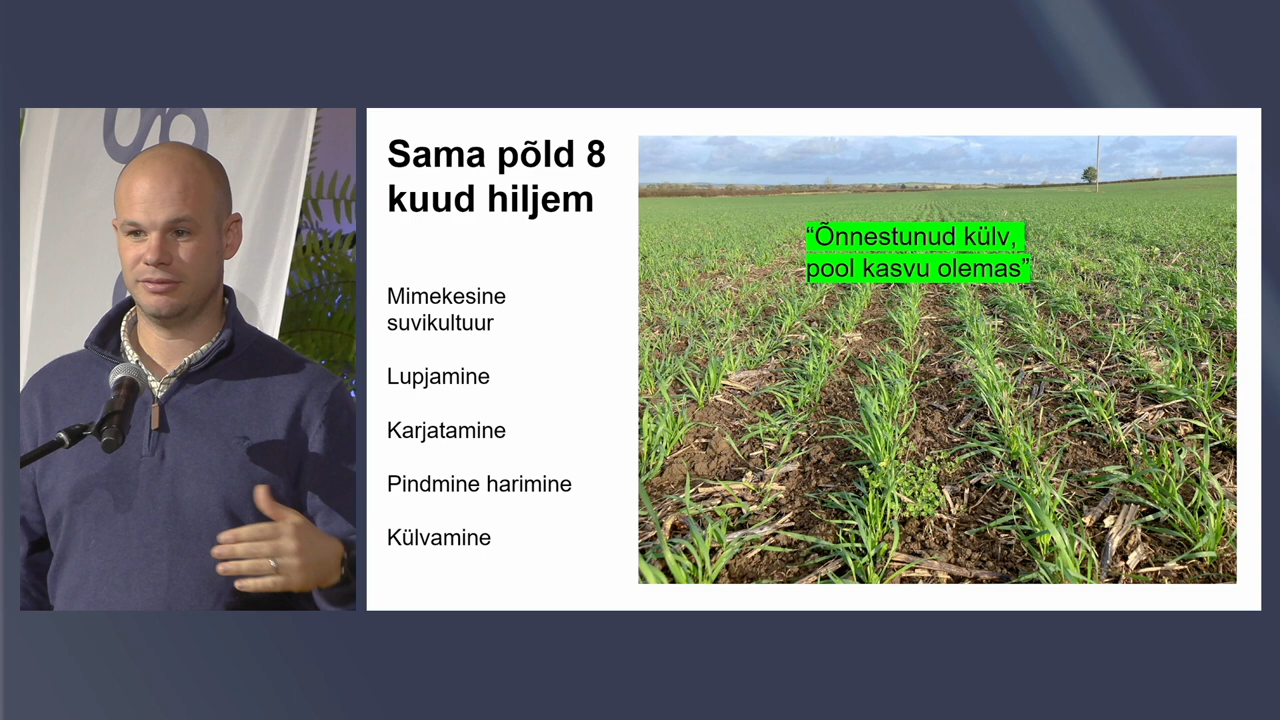 Sama põld 8
kuud hiljem
Mimekesine
suvikultuur
Lupjamine
Karjatamine
Pindmine harimine
Külvamine
“Õnnestunud külv,
pool kasvu olemas”